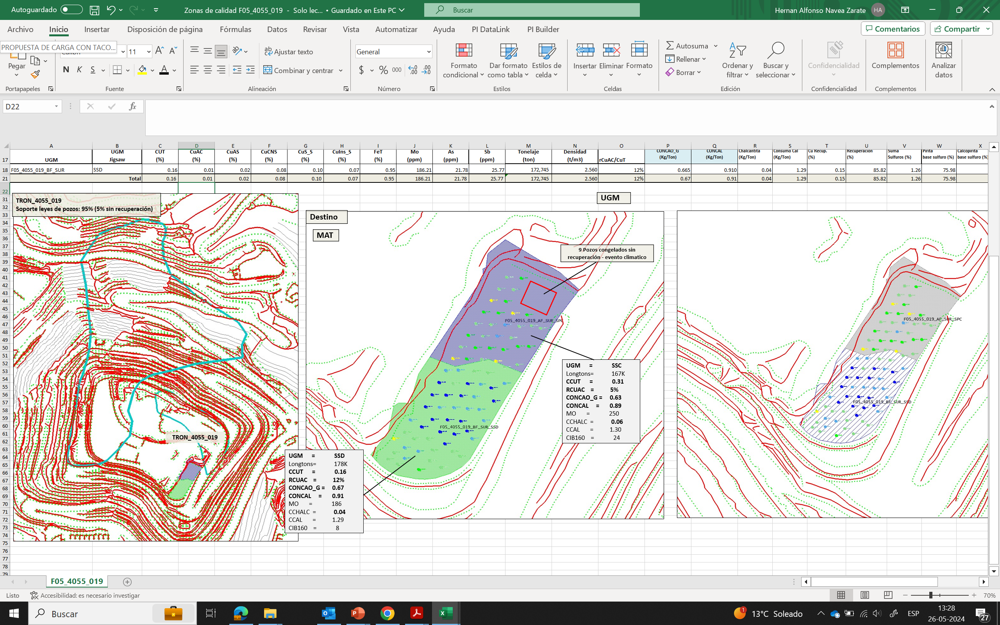 Autoguardado
Zonas de calidad F05_4055_019 - Solo lec... • Guardado en Este PC
Buscar
Hernan Alfonso Navea Zarate
HA
Archivo Inicio Insertar Disposición de página Fórmulas Datos Revisar Vista Automatizar Ayuda PI DataLink PI Builder
Comentarios
Compartir
PROPUESTA DE CARGA CON TACO...
Pegar
Portapapeles
11
N K S
Fuente
Ajustar texto
Combinar y centrar
Alineación
General
$ % 000
Número
Formato condicional
Dar formato como tabla
Estilos de celda
Estilos
Insertar Eliminar Formato
Celdas
Autosuma
Rellenar
Borrar
Ordenar y filtrar
Buscar y seleccionar
Edición
Confidencialidad
Confidencialidad
Complementos
Complementos
Analizar datos
D22
fx
A B C D E F G H I J K L M N O P Q R S T U V W X
17 UGM UGM Jigsaw CUT (%) CuAC (%) CuAS (%) CuCNS (%) CuS_S (%) CuIns_S (%) FeT (%) Mo (ppm) As (ppm) Sb (ppm) Tonelaje (ton) Densidad (t/m3) rCuAC/CuT CONCAO_G (Kg/Ton) CONCAL (Kg/Ton) Chalcantita (Kg/Ton) Consumo Cal (Kg/Ton) Cu Recup. (%) Recuperacion (%) Suma Sulfuros (%) Pirita base sulfuro (%) Calcopirita base sulfuro (%)
18 F05_4055_019_BF_SUR SSD 0.16 0.01 0.02 0.08 0.10 0.07 0.95 186.21 21.78 25.77 172,745 2.560 12% 0.665 0.910 0.04 1.29 0.15 85.82 1.26 75.98
21 Total 0.16 0.01 0.02 0.08 0.10 0.07 0.95 186.21 21.78 25.77 172,745 2.560 12% 0.67 0.91 0.04 1.29 0.15 85.82 1.26 75.98
22
31
32
33
34
35
36
37
38
39
40
41
42
43
44
45
46
47
48
49
50
51
52
53
54
55
56
57
58
59
60
61
62
63
64
65
66
67
68
69
70
71
72
73
74
75
76
77
78
79
TRON_4055_019
Soporte leyes de pozos: 95% (5% sin recuperación)
TRON_4055_019
UGM
Destino
MAT
9 Pozos congelados sin
recuperación - evento climatico
F05_4055_019_AF_SUR_SPC
F05_4055_019_BF_SUR_SSD
UGM = SSC
Longtons= 167K
CCUT = 0.31
RCUAC = 5%
CONCAO_G = 0.63
CONCAL = 0.89
MO = 250
CCHALC = 0.06
CCAL = 1.30
CIB160 = 24
UGM = SSD
Longtons= 178K
CCUT = 0.16
RCUAC = 12%
CONCAO_G = 0.67
CONCAL = 0.91
MO = 186
CCHALC = 0.04
CCAL = 1.29
CIB160 = 8
F05_4055_019_AF_SUR_SPC
F05_4055_019_BF_SUR_SSD
F05_4055_019
Listo
Accesibilidad: es necesario investigar
70%
Buscar
1
13°C Soleado
ESP
13:28
26-05-2024
27